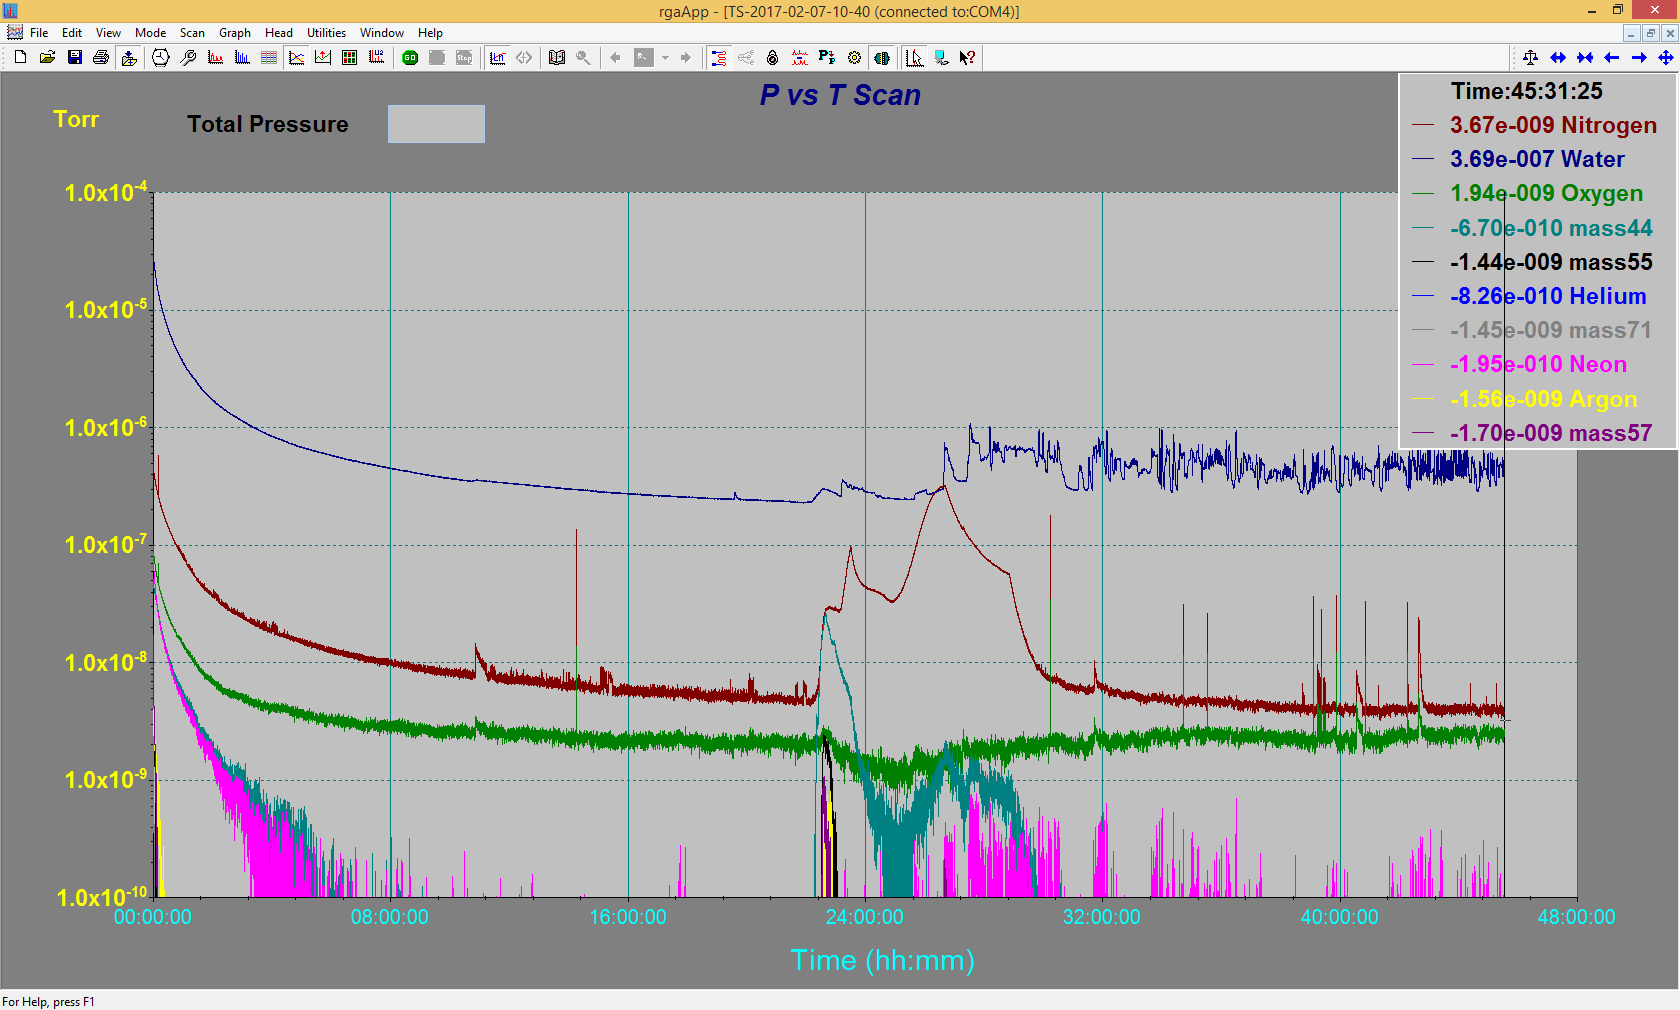 rgaApp - [TS-2017-02-07-10-40 (connected to:COM4)]
File Edit View Mode Scan Graph Head Utilities Window Help
P vs T Scan
Torr
Total Pressure
Time:45:31:25
3.67e-009 Nitrogen
3.69e-007 Water
1.94e-009 Oxygen
-6.70e-010 mass44
-1.44e-009 mass55
-8.26e-010 Helium
-1.45e-009 mass71
-1.95e-010 Neon
-1.56e-009 Argon
-1.70e-009 mass57
1.0x10-4
1.0x10-5
1.0x10-6
1.0x10-7
1.0x10-8
1.0x10-9
1.0x10-10
00:00:00 08:00:00 16:00:00 24:00:00 32:00:00 40:00:00 48:00:00
Time (hh:mm)
For Help, press F1